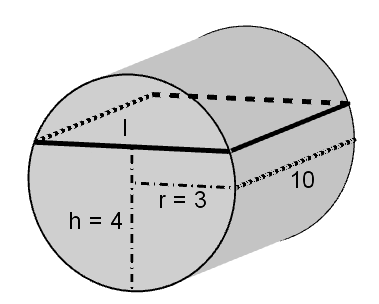 l
r = 3
10
h = 4